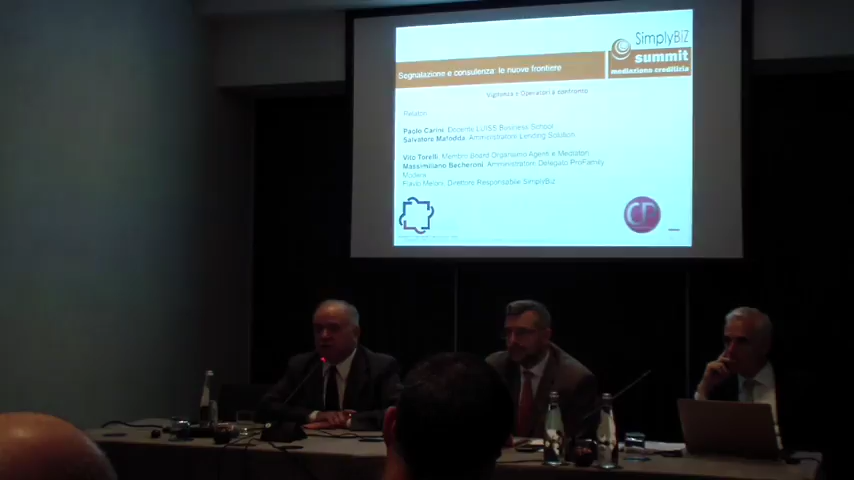 SimplyBiZ
summit
mediazione creditizia
Segnalazione e consulenza: le nuove frontiere
Vigilanza e Operatori a confronto
Relatori
Paolo Carini, Docente LUISS Business School
Salvatore Mafodda, Amministratore Lending Solution
Vito Torelli, Membro Board Organismo Agenti e Mediatori
Massimiliano Becheroni, Amministratore Delegato ProFamily
Modera
Flavio Meloni, Direttore Responsabile SimplyBiz